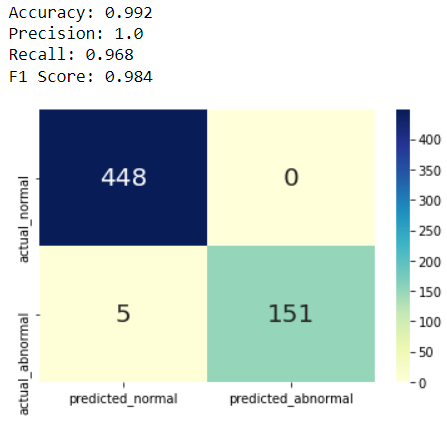 Accuracy: 0.992
Precision: 1.0
Recall: 0.968
F1 Score: 0.984
actual_normal
448
0
actual_abnormal
5
151
predicted_normal
predicted_abnormal
400
350
300
250
200
150
100
50
0